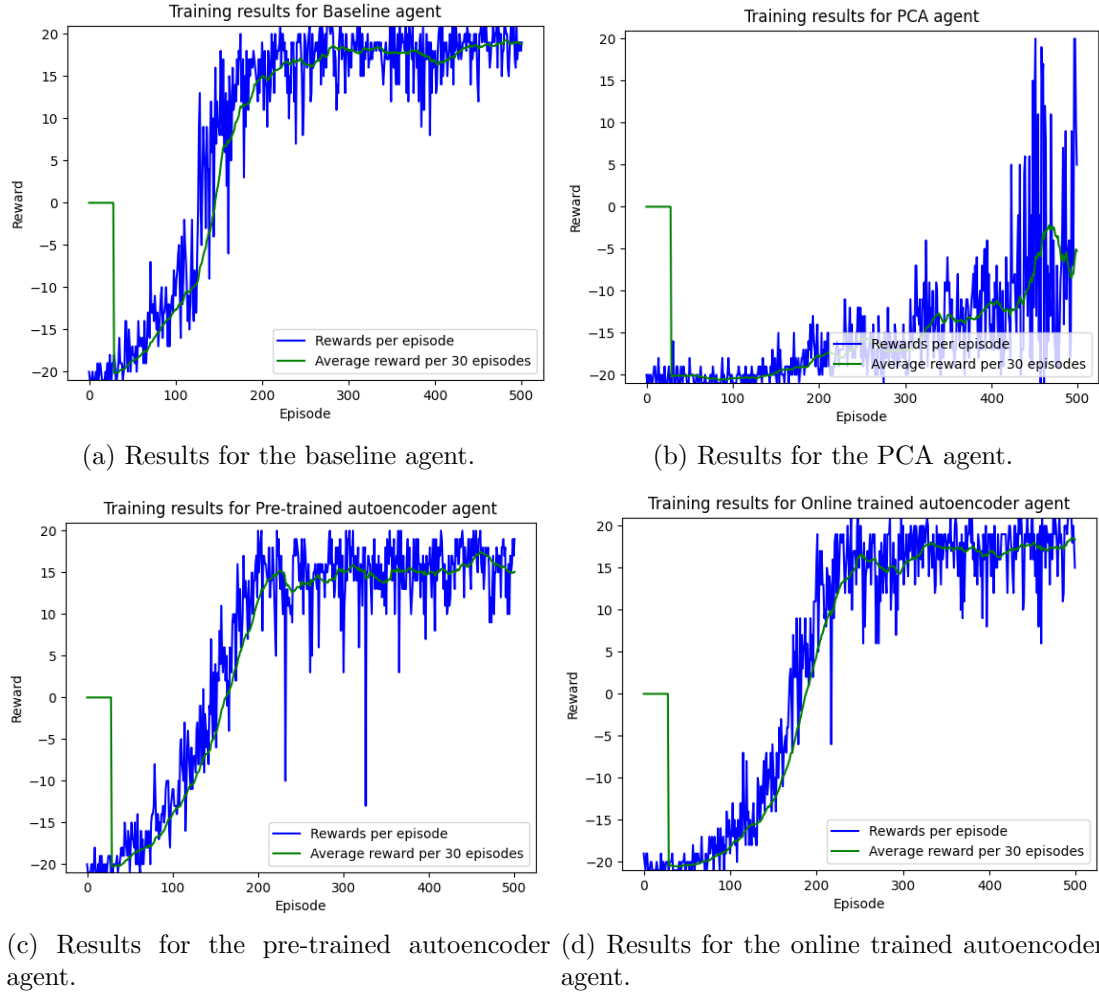 Training results for Baseline agent
20
15
10
5
0
−5
−10
−15
−20
Reward
Rewards per episode
Average reward per 30 episodes
0 100 200 300 400 500
Episode
(a) Results for the baseline agent.
Training results for PCA agent
20
15
10
5
0
−5
−10
−15
−20
Reward
Rewards per episode
Average reward per 30 episodes
0 100 200 300 400 500
Episode
(b) Results for the PCA agent.
Training results for Pre-trained autoencoder agent
20
15
10
5
0
−5
−10
−15
−20
Reward
Rewards per episode
Average reward per 30 episodes
0 100 200 300 400 500
Episode
(c) Results for the pre-trained autoencoder
agent.
Training results for Online trained autoencoder agent
20
15
10
5
0
−5
−10
−15
−20
Reward
Rewards per episode
Average reward per 30 episodes
0 100 200 300 400 500
Episode
(d) Results for the online trained autoencoder
agent.